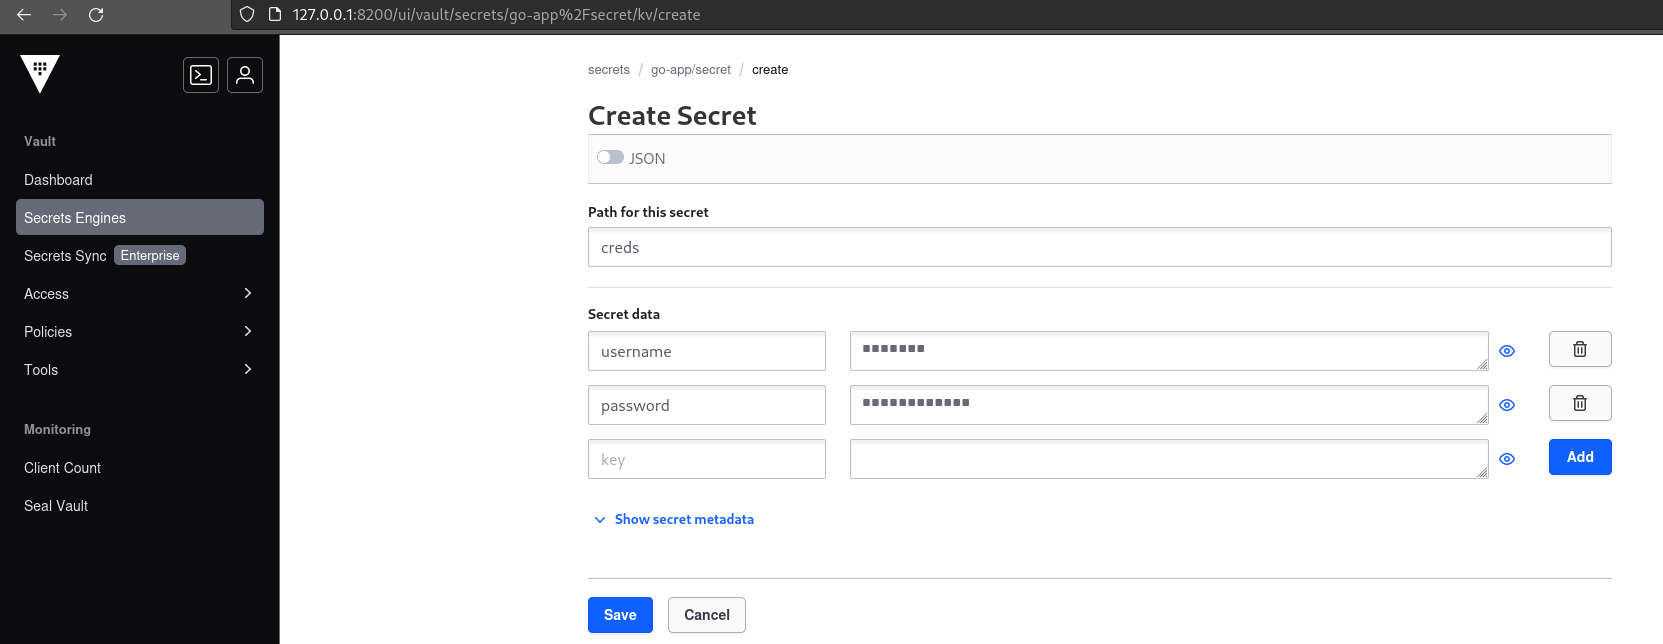 127.0.0.1:8200/ui/vault/secrets/go-app%2Fsecret/kv/create
Vault
Dashboard
Secrets Engines
Secrets Sync Enterprise
Access
Policies
Tools
Monitoring
Client Count
Seal Vault
secrets / go-app/secret / create
Create Secret
JSON
Path for this secret
creds
Secret data
username *******
password ************
key Add
Show secret metadata
Save Cancel